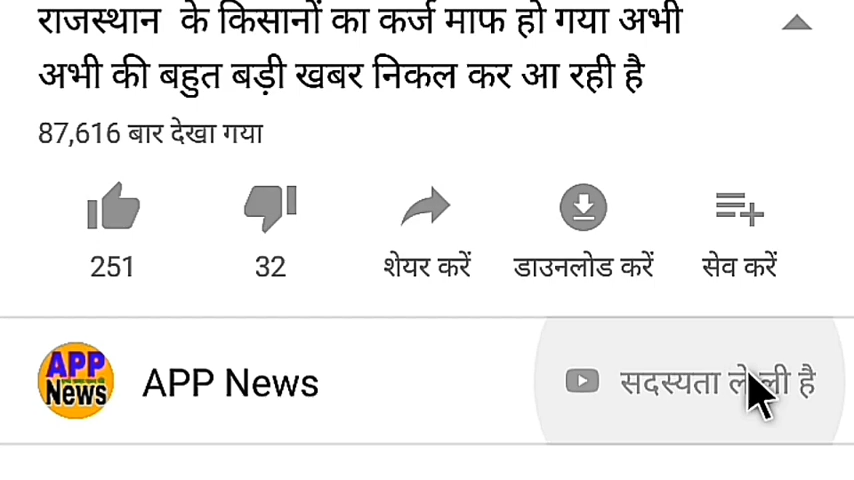 राजस्थान के किसानों का कर्ज माफ हो गया अभी
अभी की बहुत बड़ी खबर निकल कर आ रही है
87,616 बार देखा गया
251 32 शेयर करें डाउनलोड करें सेव करें
APP
News
APP News
सदस्यता ले ली है